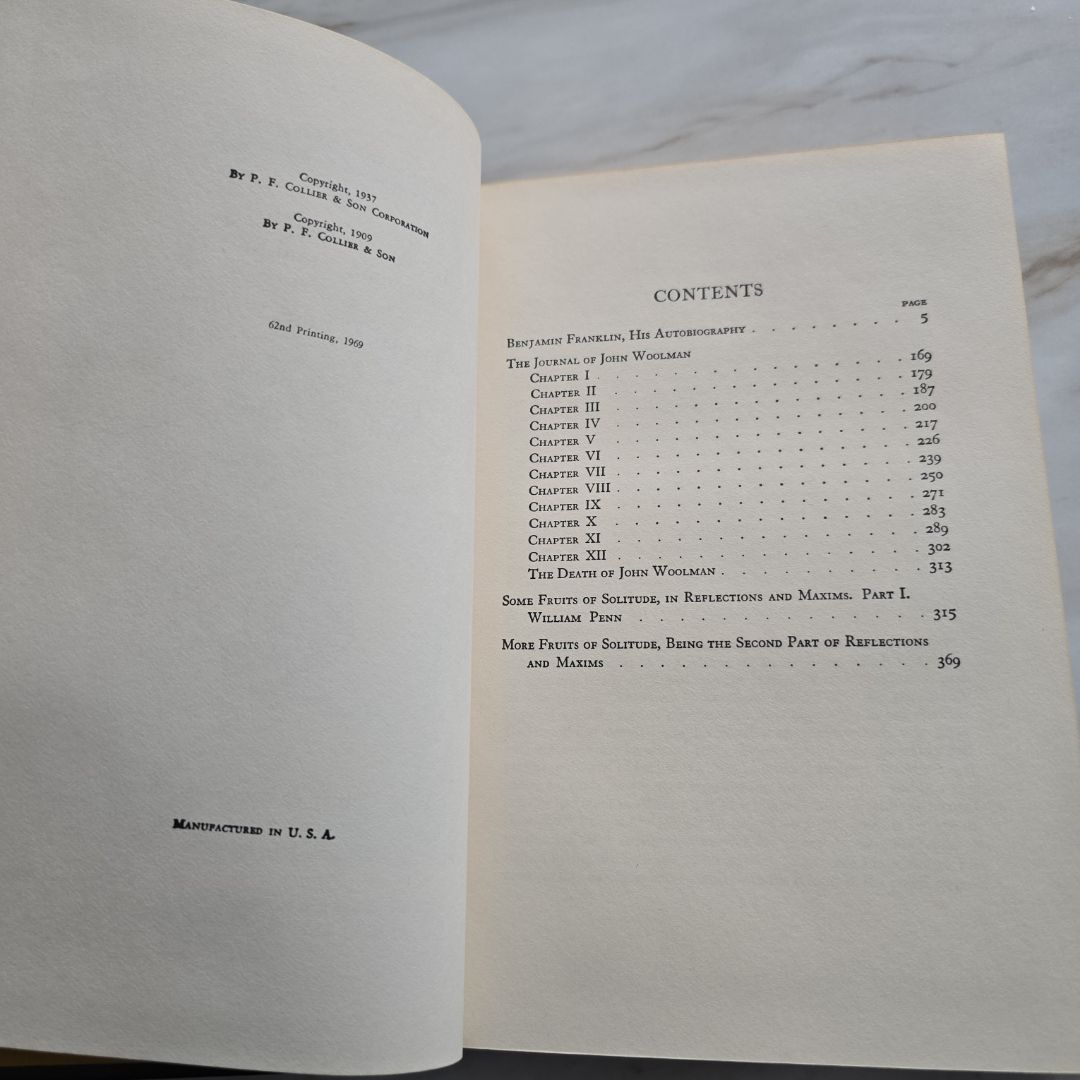 Copyright, 1937
By P. F. Collier & Son Corporation
Copyright, 1909
By P. F. Collier & Son
62nd Printing, 1969
Manufactured in U. S. A.
CONTENTS
PAGE
Benjamin Franklin, His Autobiography . . . . . . . . 5
The Journal of John Woolman
Chapter I . . . . . . . . . . . . 169
Chapter II . . . . . . . . . . . 179
Chapter III . . . . . . . . . . . 187
Chapter IV . . . . . . . . . . . 200
Chapter V . . . . . . . . . . . 217
Chapter VI . . . . . . . . . . . 226
Chapter VII . . . . . . . . . . . 239
Chapter VIII . . . . . . . . . . . 250
Chapter IX . . . . . . . . . . . 271
Chapter X . . . . . . . . . . . 283
Chapter XI . . . . . . . . . . . 289
Chapter XII . . . . . . . . . . . 302
The Death of John Woolman . . . . . . . . 313
Some Fruits of Solitude, in Reflections and Maxims. Part I.
William Penn . . . . . . . . . . . 315
More Fruits of Solitude, Being the Second Part of Reflections
and Maxims . . . . . . . . . . . . 369